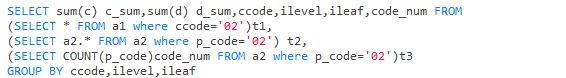 SELECT sum(c) c_sum,sum(d) d_sum,ccode,ilevel,ileaf,code_num FROM
(SELECT * FROM a1 where ccode='02')t1,
(SELECT a2.* FROM a2 where p_code='02') t2,
(SELECT COUNT(p_code)code_num FROM a2 where p_code='02')t3
GROUP BY ccode,ilevel,ileaf